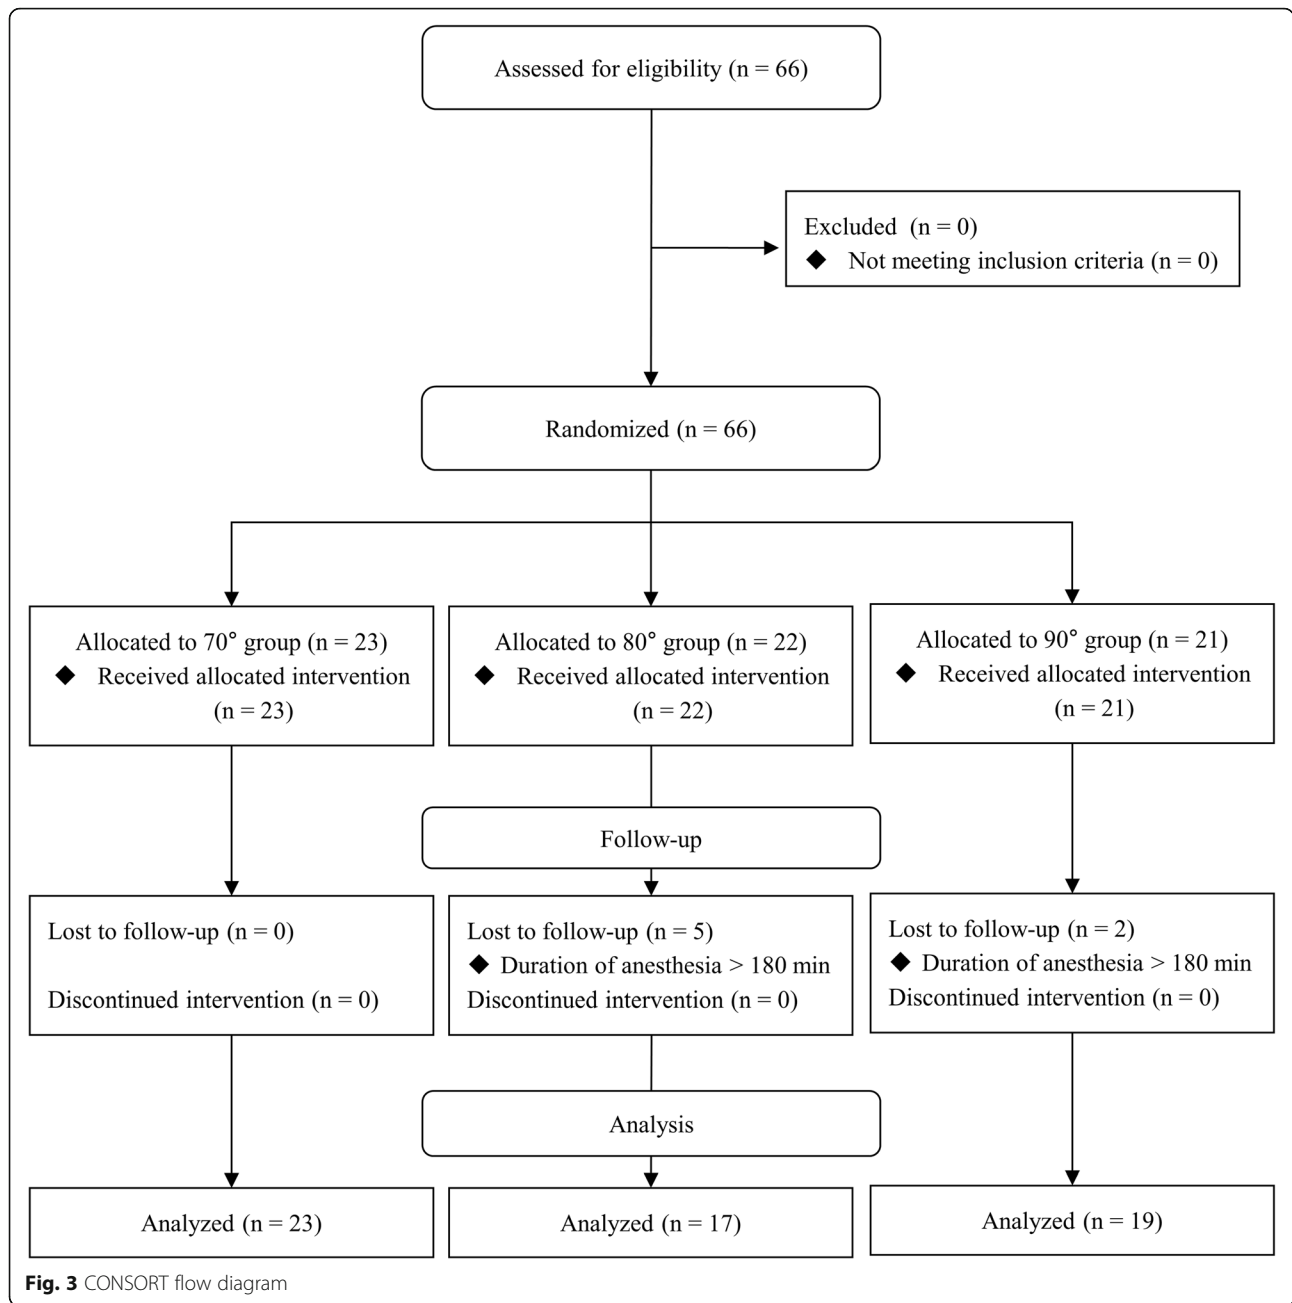 Assessed for eligibility (n = 66)
Excluded (n = 0)
◆ Not meeting inclusion criteria (n = 0)
Randomized (n = 66)
Allocated to 70° group (n = 23)
◆ Received allocated intervention
(n = 23)
Allocated to 80° group (n = 22)
◆ Received allocated intervention
(n = 22)
Allocated to 90° group (n = 21)
◆ Received allocated intervention
(n = 21)
Follow-up
Lost to follow-up (n = 0)
Discontinued intervention (n = 0)
Lost to follow-up (n = 5)
◆ Duration of anesthesia > 180 min
Discontinued intervention (n = 0)
Lost to follow-up (n = 2)
◆ Duration of anesthesia > 180 min
Discontinued intervention (n = 0)
Analysis
Analyzed (n = 23)
Analyzed (n = 17)
Analyzed (n = 19)
Fig. 3 CONSORT flow diagram